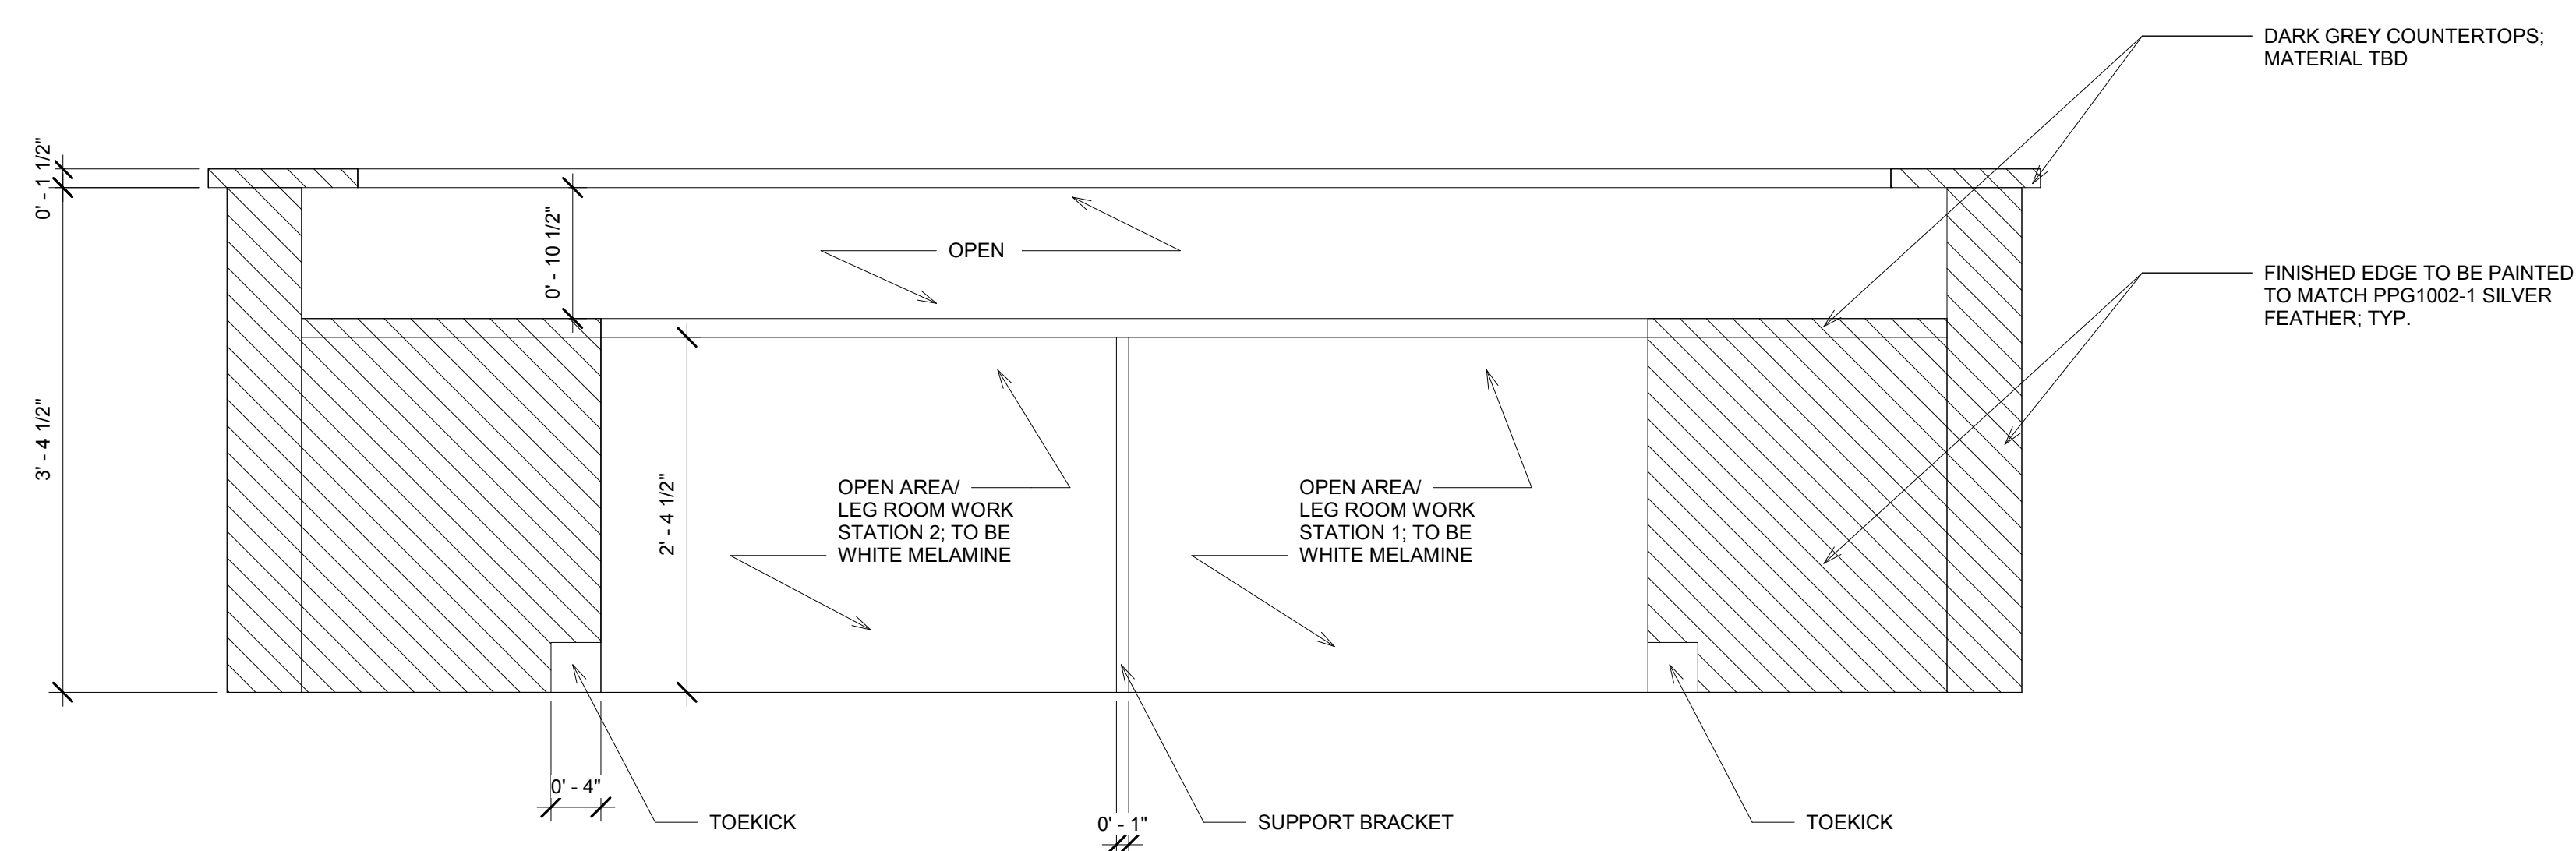 DARK GREY COUNTERTOPS;
MATERIAL TBD
0' - 1 1/2"
0' - 10 1/2"
OPEN
FINISHED EDGE TO BE PAINTED
TO MATCH PPG1002-1 SILVER
FEATHER; TYP.
3' - 4 1/2"
2' - 4 1/2"
OPEN AREA/
LEG ROOM WORK
STATION 2; TO BE
WHITE MELAMINE
OPEN AREA/
LEG ROOM WORK
STATION 1; TO BE
WHITE MELAMINE
0' - 4"
TOEKICK
0' - 1"
SUPPORT BRACKET
TOEKICK